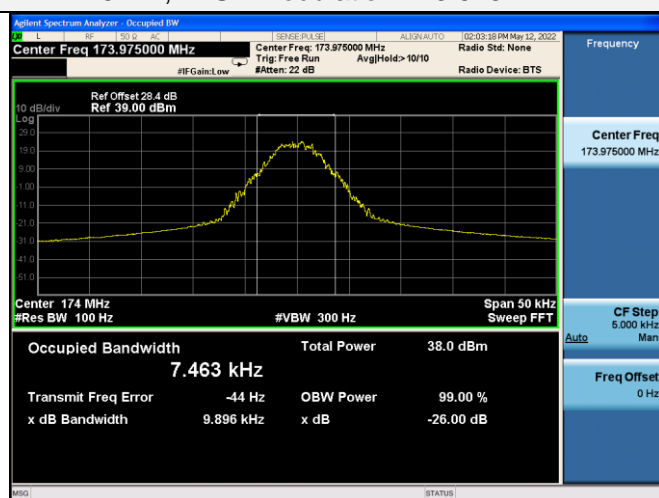 Agilent Spectrum Analyzer - Occupied BW
L RF 50 Ω AC SENSE:PULSE ALIGN AUTO 02:03:18 PM May 12, 2022
Center Freq 173.975000 MHz
Center Freq: 173.975000 MHz
Radio Std: None
Trig: Free Run Avg|Hold:> 10/10
#IFGain:Low #Atten: 22 dB Radio Device: BTS
Ref Offset 28.4 dB
10 dB/div Ref 39.00 dBm
Log
29.0
19.0
9.00
-1.00
-11.0
-21.0
-31.0
-41.0
-51.0
Center 174 MHz Span 50 kHz
#Res BW 100 Hz #VBW 300 Hz Sweep FFT
Occupied Bandwidth Total Power 38.0 dBm
7.463 kHz
Transmit Freq Error -44 Hz OBW Power 99.00 %
x dB Bandwidth 9.896 kHz x dB -26.00 dB
MSG STATUS
Frequency
Center Freq
173.975000 MHz
CF Step
5.000 kHz
Auto Man
Freq Offset
0 Hz